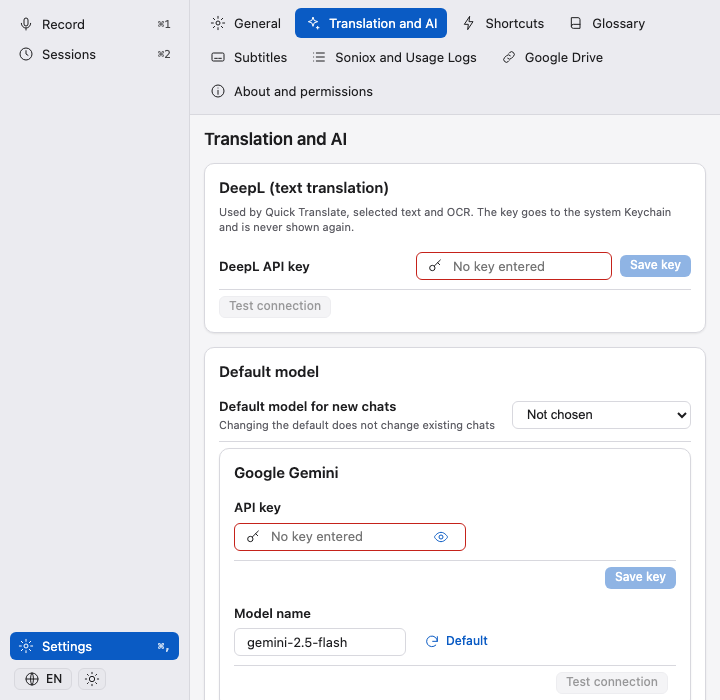 Record ⌘1
Sessions ⌘2
General Translation and AI Shortcuts Glossary
Subtitles Soniox and Usage Logs Google Drive
About and permissions
Translation and AI
DeepL (text translation)
Used by Quick Translate, selected text and OCR. The key goes to the system Keychain
and is never shown again.
DeepL API key No key entered Save key
Test connection
Default model
Default model for new chats Not chosen
Changing the default does not change existing chats
Google Gemini
API key
No key entered
Save key
Model name
gemini-2.5-flash Default
Test connection
Settings ⌘,
EN